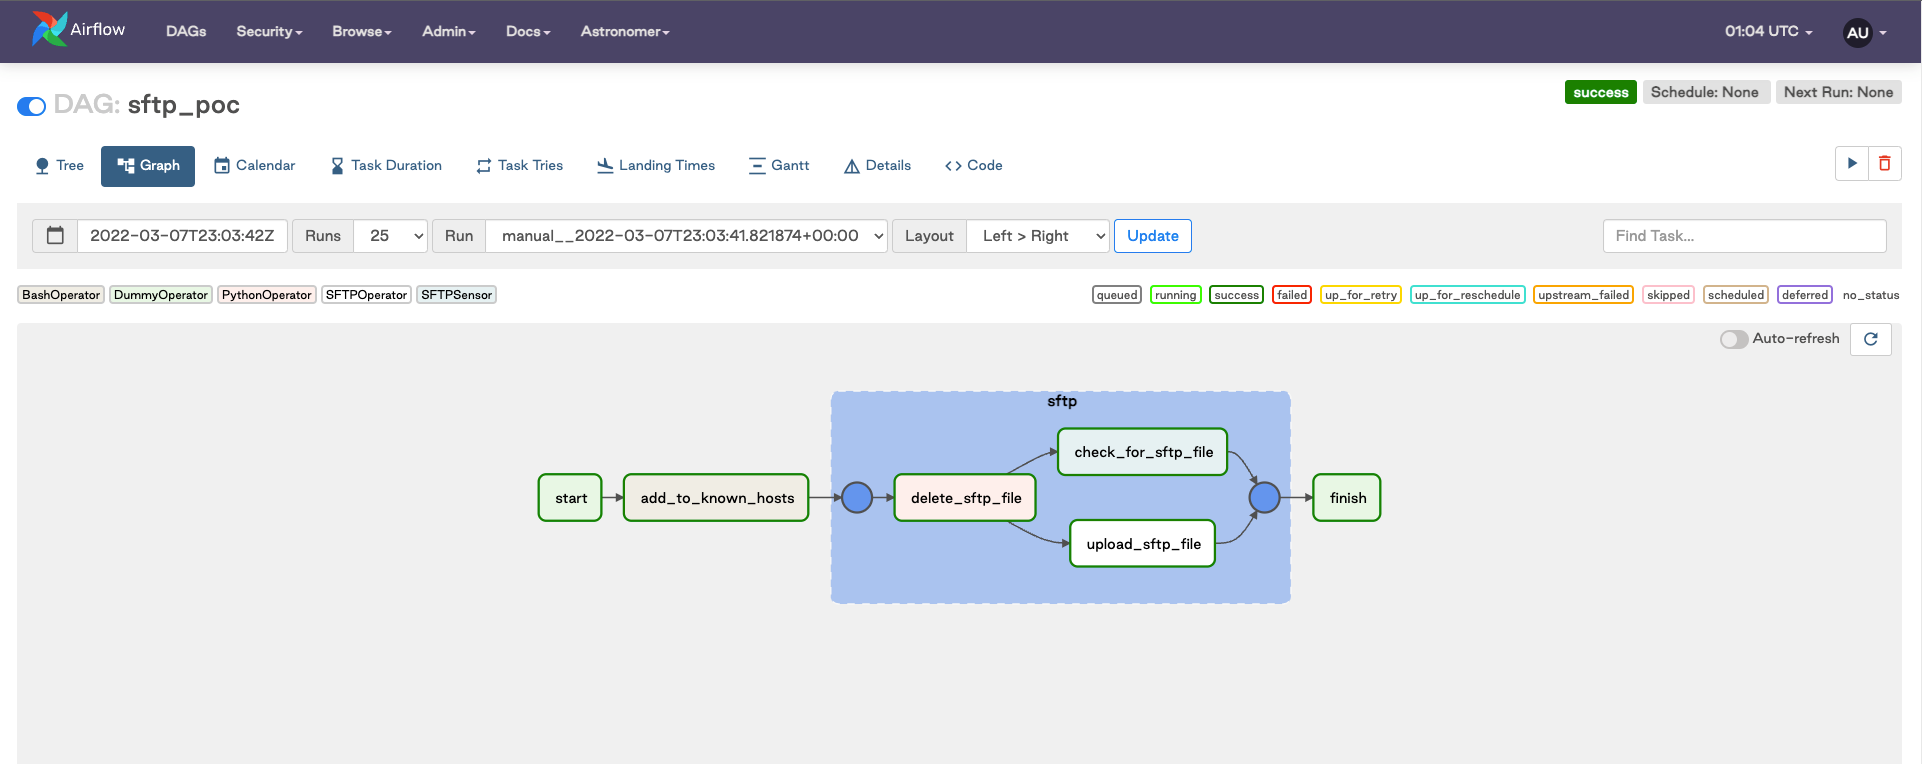 Airflow DAGs Security Browse Admin Docs Astronomer 01:04 UTC AU
DAG: sftp_poc
success Schedule: None Next Run: None
Tree Graph Calendar Task Duration Task Tries Landing Times Gantt Details <> Code
2022-03-07T23:03:42Z Runs 25 Run manual__2022-03-07T23:03:41.821874+00:00 Layout Left > Right Update Find Task...
BashOperator DummyOperator PythonOperator SFTPOperator SFTPSensor queued running success failed up_for_retry up_for_reschedule upstream_failed skipped scheduled deferred no_status
Auto-refresh
sftp
check_for_sftp_file
start add_to_known_hosts delete_sftp_file finish
upload_sftp_file